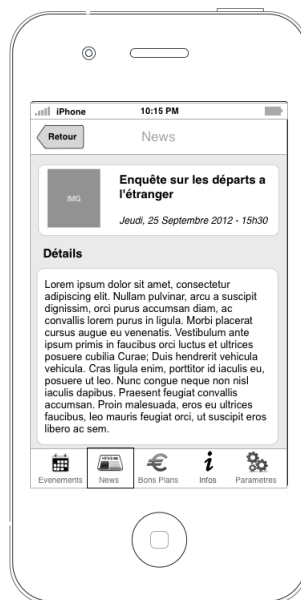 iPhone 10:15 PM
Retour News
IMG
Enquête sur les départs a
l'étranger
Jeudi, 25 Septembre 2012 - 15h30
Détails
Lorem ipsum dolor sit amet, consectetur
adipiscing elit. Nullam pulvinar, arcu a suscipit
dignissim, orci purus accumsan diam, ac
convallis lorem purus in ligula. Morbi placerat
cursus augue eu venenatis. Vestibulum ante
ipsum primis in faucibus orci luctus et ultrices
posuere cubilia Curae; Duis hendrerit vehicula
vehicula. Cras ligula enim, porttitor id iaculis eu,
posuere ut leo. Nunc congue neque non nisl
iaculis dapibus. Praesent feugiat convallis
accumsan. Proin malesuada, eros eu ultrices
faucibus, leo mauris feugiat orci, ut suscipit eros
libero ac sem.
Evenements News Bons Plans Infos Parametres